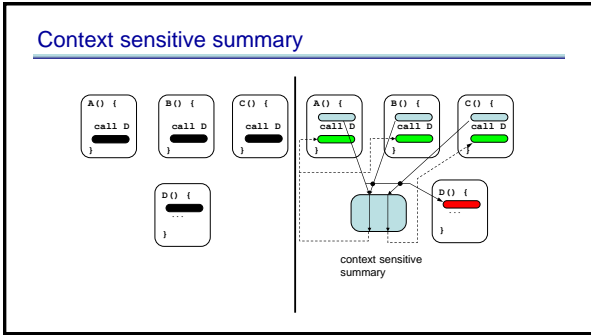 Context sensitive summary
A() {
call D
}
B() {
call D
}
C() {
call D
}
D() {
...
}
A() {
call D
}
B() {
call D
}
C() {
call D
}
D() {
...
}
context sensitive
summary